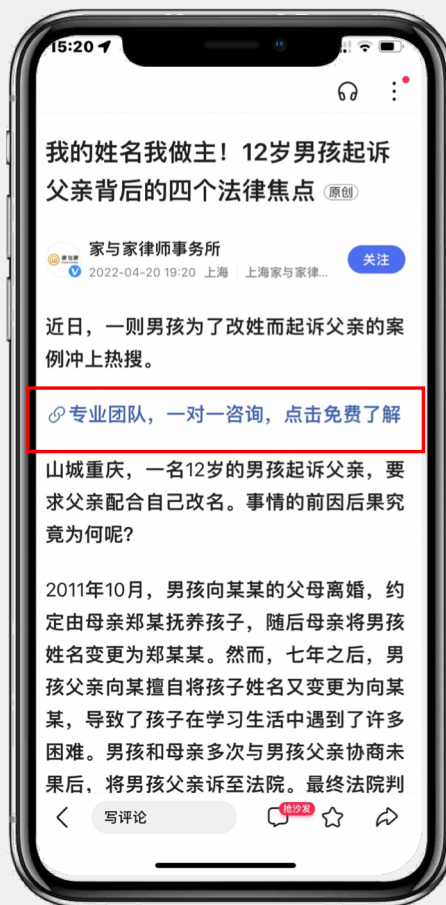 15:20
我的姓名我做主！12岁男孩起诉
父亲背后的四个法律焦点 原创
家与家律师事务所
2022-04-20 19:20 上海 上海家与家律...
关注
近日，一则男孩为了改姓而起诉父亲的案
例冲上热搜。
专业团队，一对一咨询，点击免费了解
山城重庆，一名12岁的男孩起诉父亲，要
求父亲配合自己改名。事情的前因后果究
竟为何呢?
2011年10月，男孩向某某的父母离婚，约
定由母亲郑某抚养孩子，随后母亲将男孩
姓名变更为郑某某。然而，七年之后，男
孩父亲向某擅自将孩子姓名又变更为向某
某，导致了孩子在学习生活中遇到了许多
困难。男孩和母亲多次与男孩父亲协商未
果后，将男孩父亲诉至法院。最终法院判
写评论
抢沙发